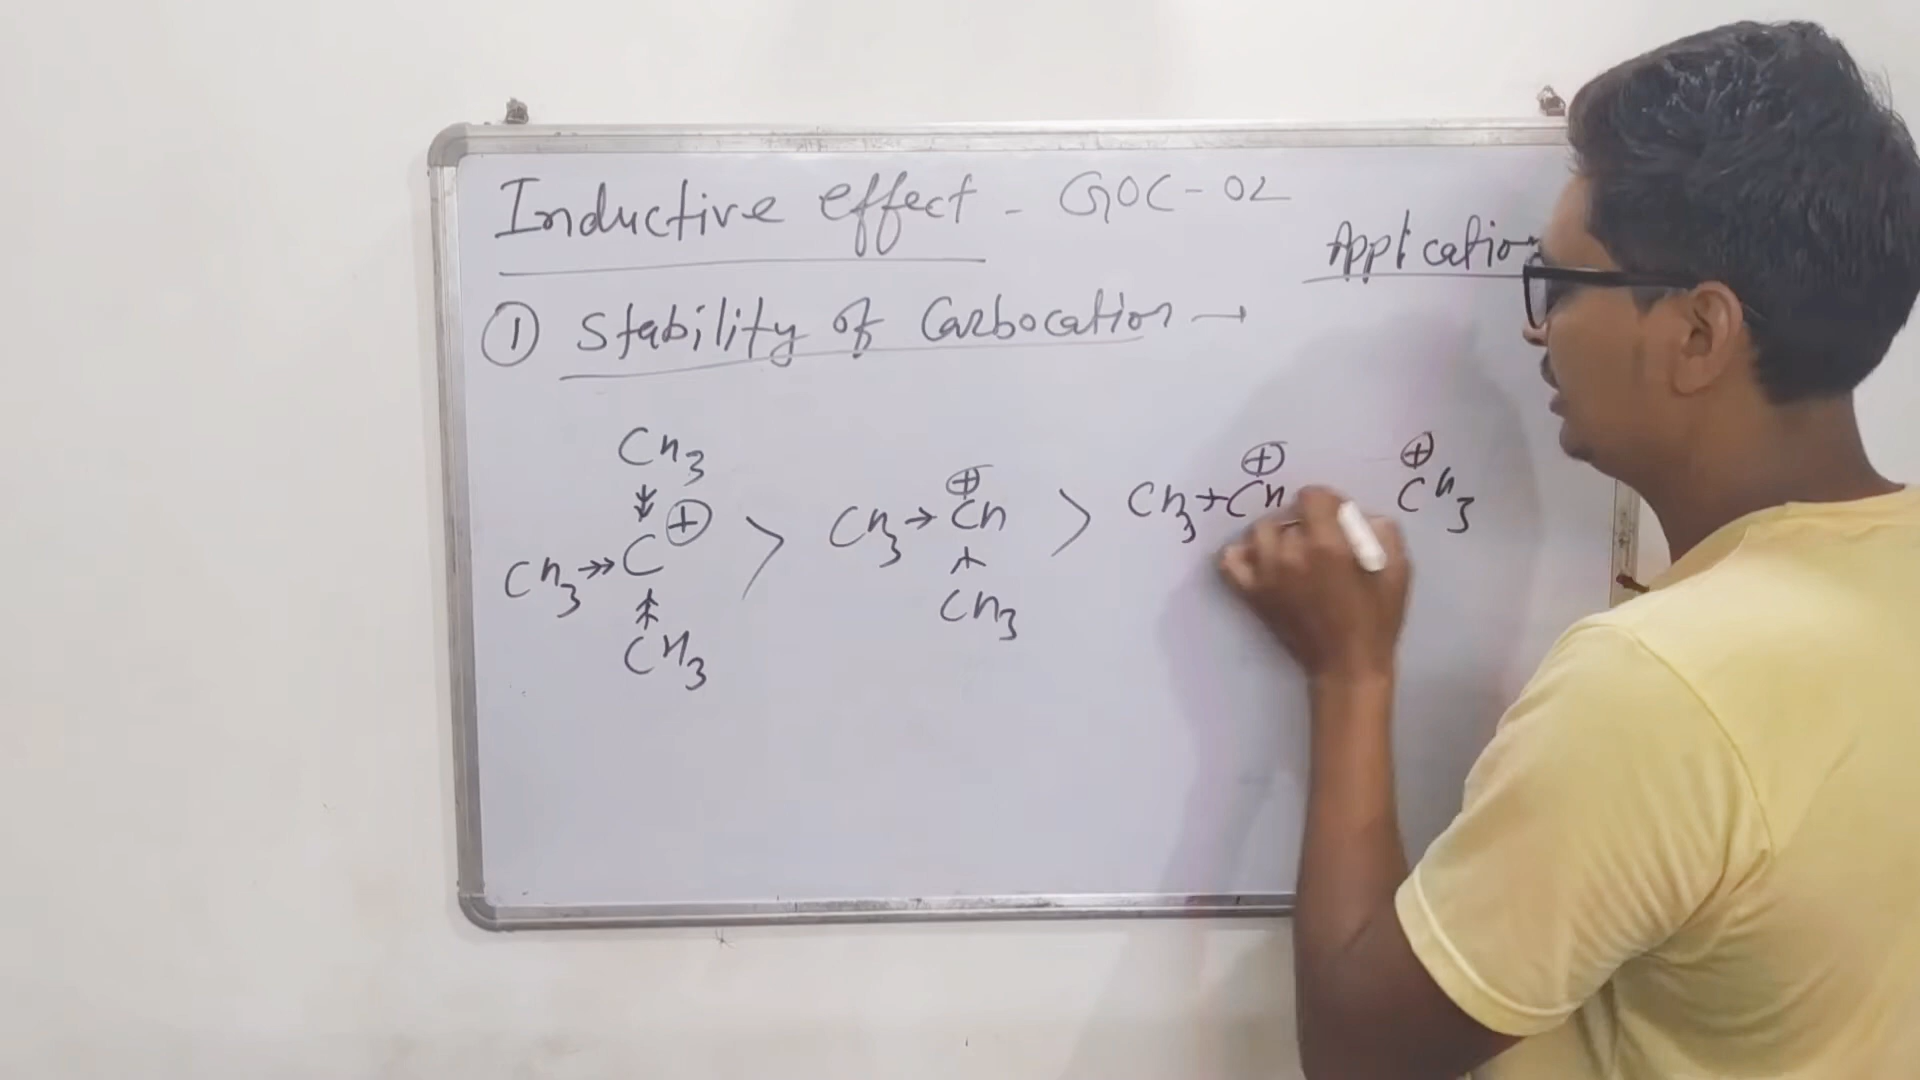 Inductive effect - GOC-02
Application
① Stability of Carbocation →
CH3
CH3 →> C ⊕ > CH3 → CH ⊕ > CH3 → CH ⊕ CH3 ⊕
CH3
CH3